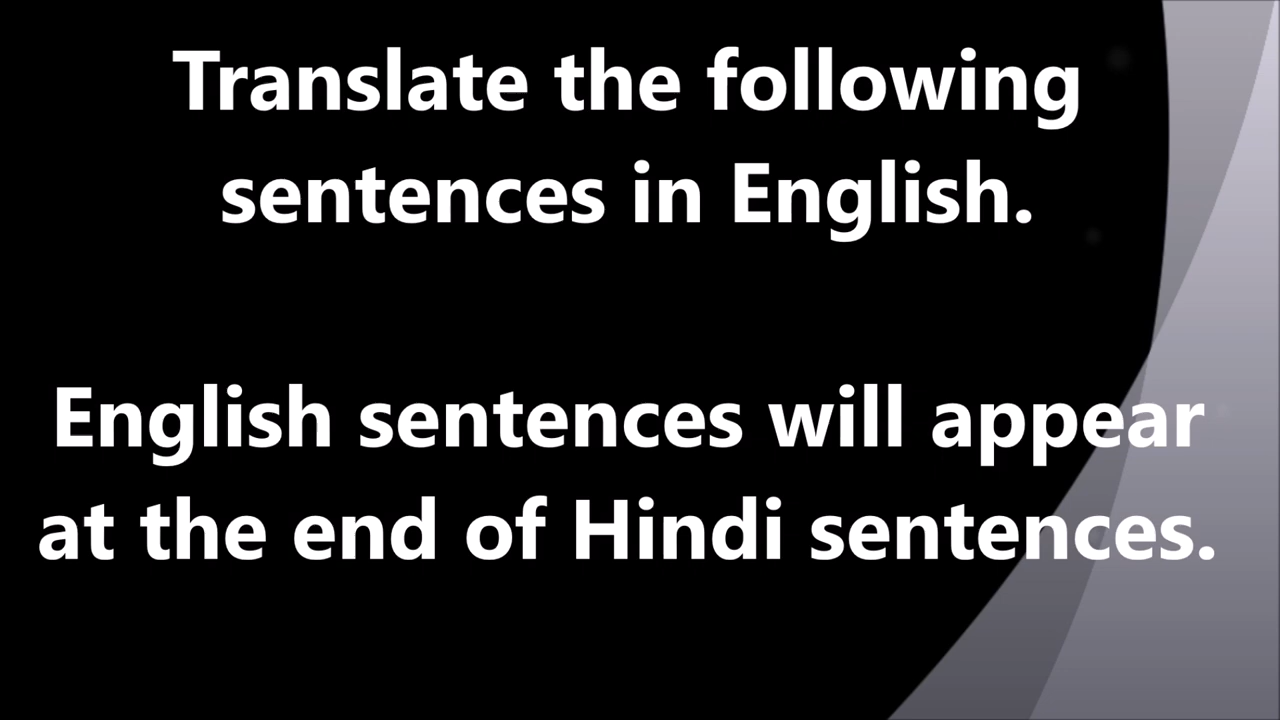 Translate the following
sentences in English.
English sentences will appear
at the end of Hindi sentences.